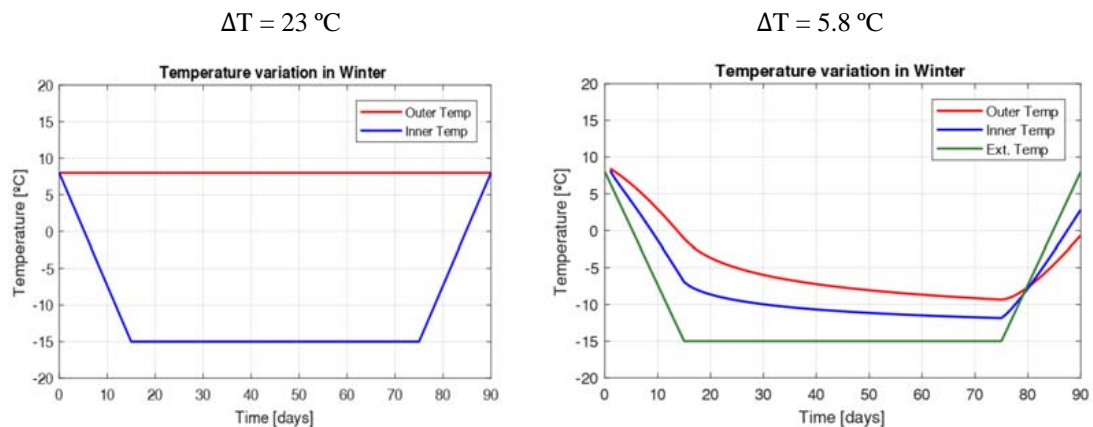 ΔT = 23 ºC
Temperature variation in Winter
Outer Temp
Inner Temp
Temperature [ºC]
20
15
10
5
0
-5
-10
-15
-20
0 10 20 30 40 50 60 70 80 90
Time [days]
ΔT = 5.8 ºC
Temperature variation in Winter
Outer Temp
Inner Temp
Ext. Temp
Temperature [ºC]
20
15
10
5
0
-5
-10
-15
-20
0 10 20 30 40 50 60 70 80 90
Time [days]